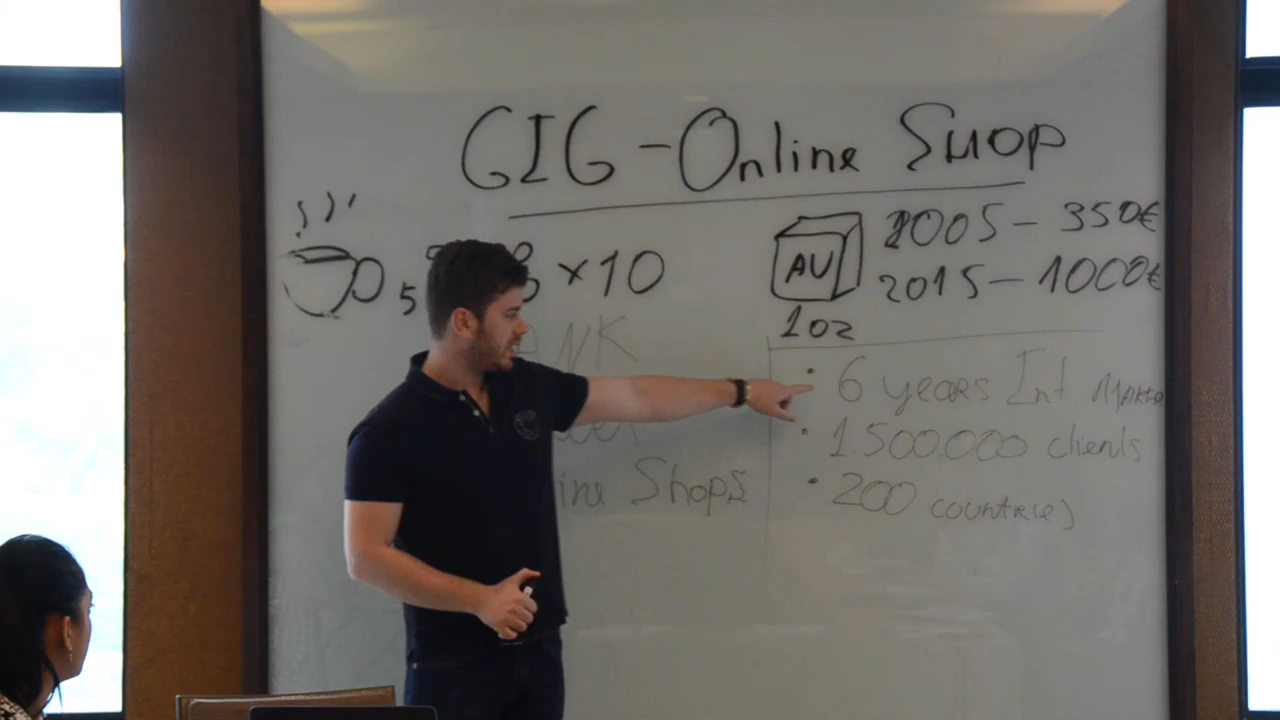 GIG - Online SHOP
5 8 × 10
AU
1oz
2005 - 350€
2015 - 1000€
• 6 years Int
• 1.500.000 clients
• 200 countries
Shops